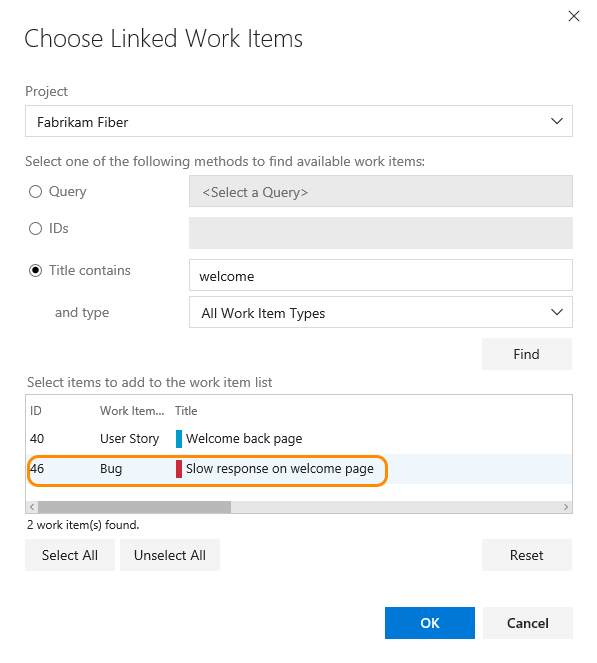 Choose Linked Work Items
Project
Fabrikam Fiber
Select one of the following methods to find available work items:
Query <Select a Query>
IDs
Title contains welcome
and type All Work Item Types
Find
Select items to add to the work item list
ID Work Item... Title
40 User Story Welcome back page
46 Bug Slow response on welcome page
2 work item(s) found.
Select All Unselect All Reset
OK Cancel